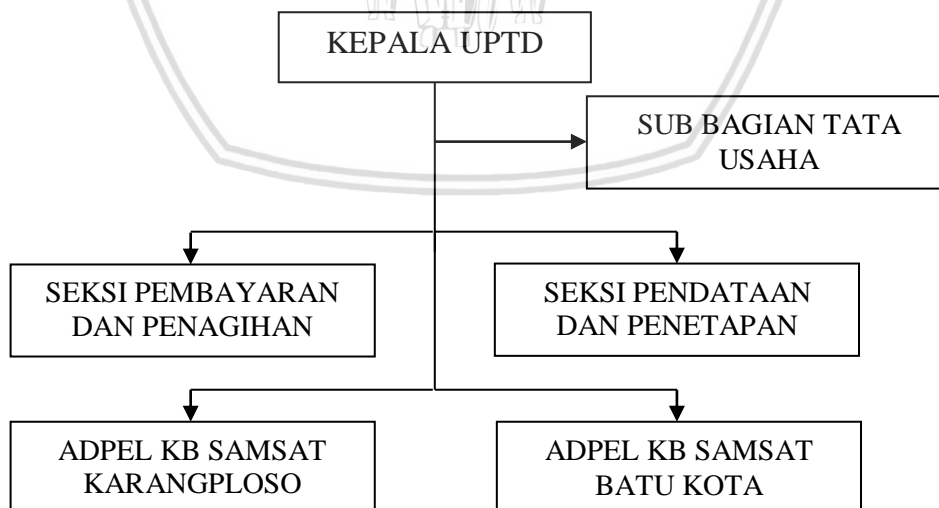 KEPALA UPTD
SUB BAGIAN TATA
USAHA
SEKSI PEMBAYARAN
DAN PENAGIHAN
SEKSI PENDATAAN
DAN PENETAPAN
ADPEL KB SAMSAT
KARANGPLOSO
ADPEL KB SAMSAT
BATU KOTA